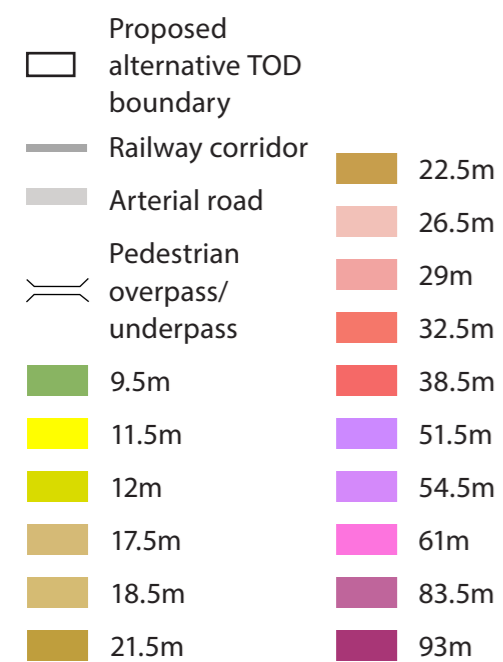 Proposed
alternative TOD
boundary
Railway corridor
Arterial road
Pedestrian
overpass/
underpass
9.5m
11.5m
12m
17.5m
18.5m
21.5m
22.5m
26.5m
29m
32.5m
38.5m
51.5m
54.5m
61m
83.5m
93m